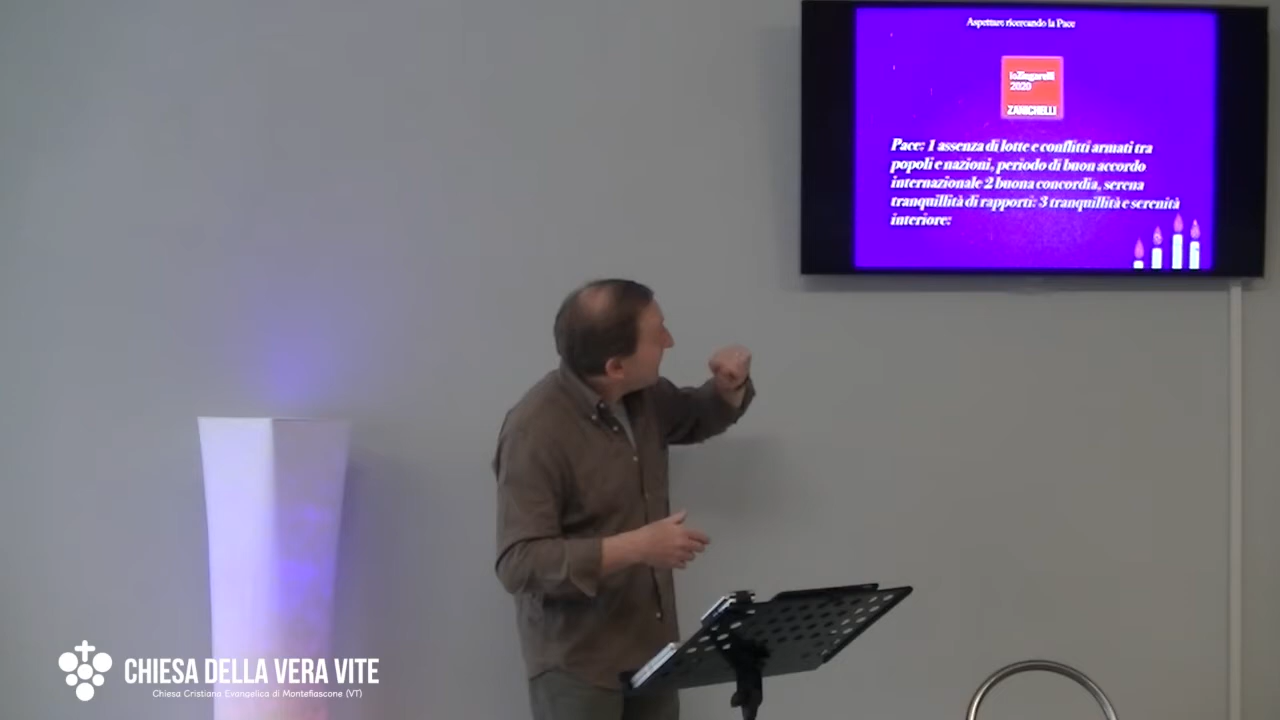 Aspettare ricercando la Pace
loZingarelli
2020
ZANICHELLI
Pace: 1 assenza di lotte e conflitti armati tra
popoli e nazioni, periodo di buon accordo
internazionale 2 buona concordia, serena
tranquillità di rapporti: 3 tranquillità e serenità
interiore:
CHIESA DELLA VERA VITE
Chiesa Cristiana Evangelica di Montefiascone (VT)